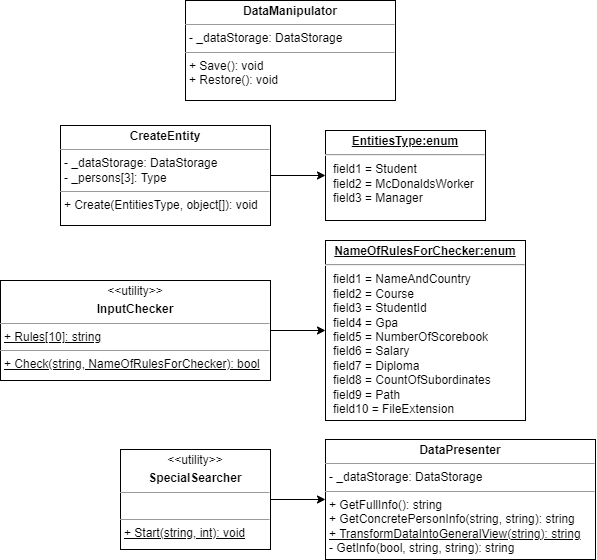 DataManipulator
- _dataStorage: DataStorage
+ Save(): void
+ Restore(): void
CreateEntity
- _dataStorage: DataStorage
- _persons[3]: Type
+ Create(EntitiesType, object[]): void
EntitiesType:enum
field1 = Student
field2 = McDonaldsWorker
field3 = Manager
<<utility>>
InputChecker
+ Rules[10]: string
+ Check(string, NameOfRulesForChecker): bool
NameOfRulesForChecker:enum
field1 = NameAndCountry
field2 = Course
field3 = StudentId
field4 = Gpa
field5 = NumberOfScorebook
field6 = Salary
field7 = Diploma
field8 = CountOfSubordinates
field9 = Path
field10 = FileExtension
<<utility>>
SpecialSearcher
+ Start(string, int): void
DataPresenter
- _dataStorage: DataStorage
+ GetFullInfo(): string
+ GetConcretePersonInfo(string, string): string
+ TransformDataIntoGeneralView(string): string
- GetInfo(bool, string, string): string